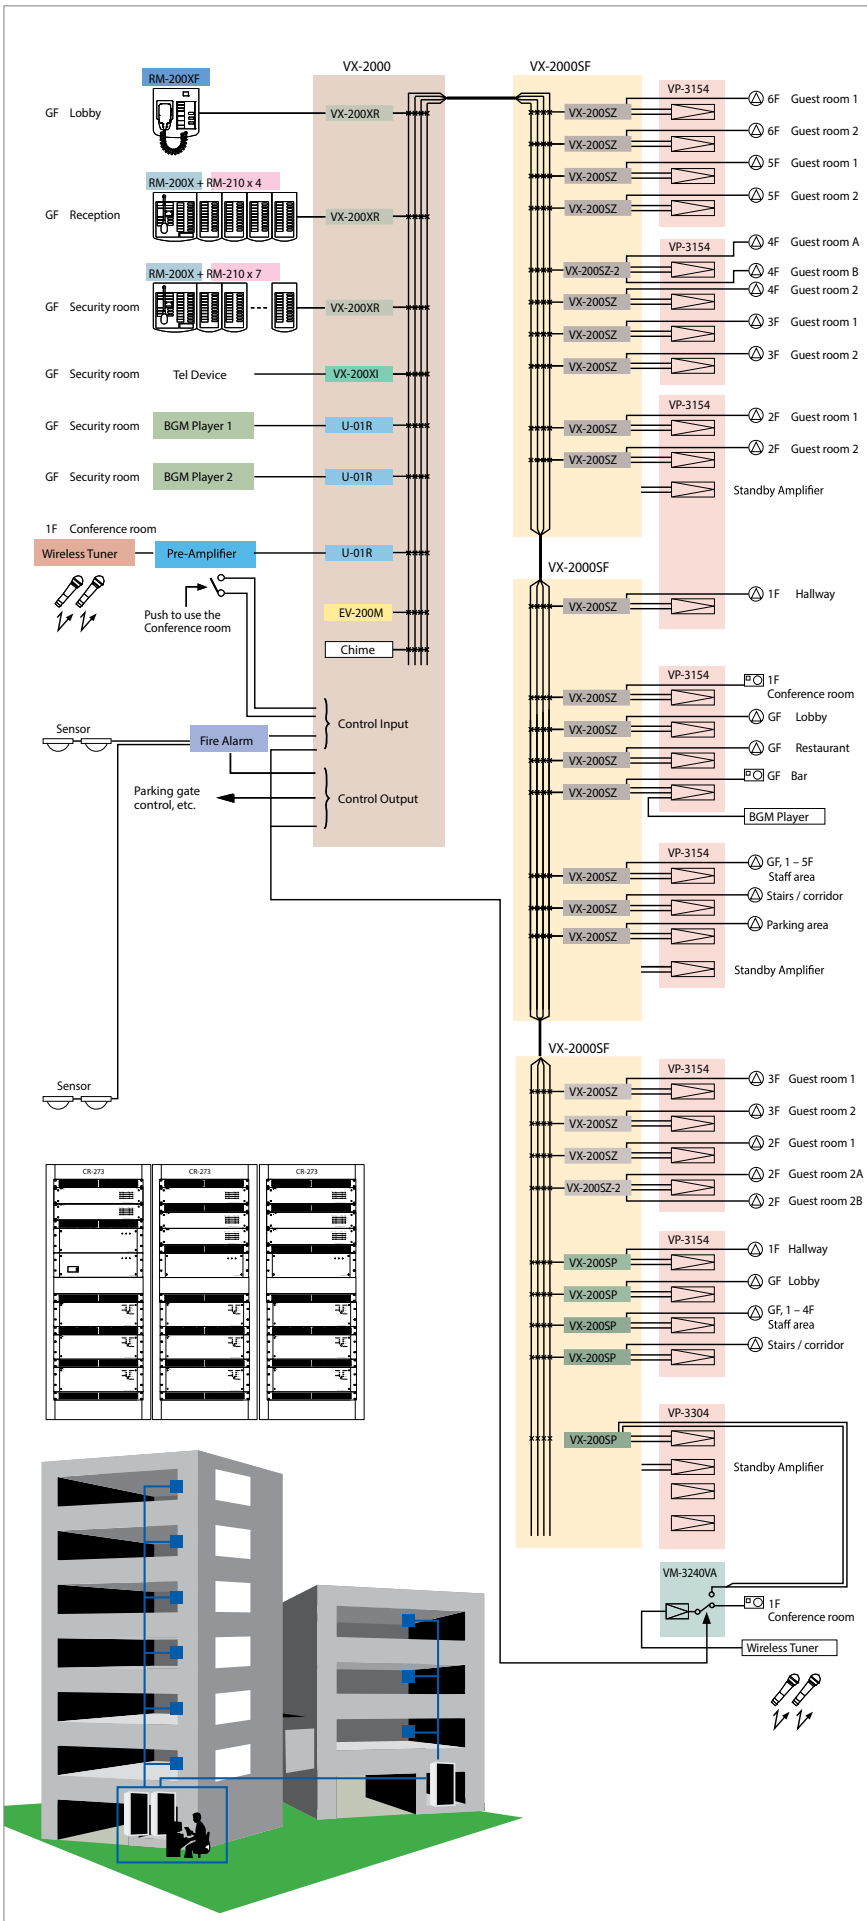 VX-2000
VX-2000SF
RM-200XF
GF Lobby
VX-200XR
RM-200X + RM-210 x 4
GF Reception
VX-200XR
RM-200X + RM-210 x 7
GF Security room
VX-200XR
GF Security room
Tel Device
VX-200XI
GF Security room
BGM Player 1
U-01R
GF Security room
BGM Player 2
U-01R
1F Conference room
Wireless Tuner
Pre-Amplifier
U-01R
Push to use the
Conference room
EV-200M
Chime
Control Input
Sensor
Fire Alarm
Parking gate
control, etc.
Control Output
Sensor
VP-3154
VX-200SZ
6F Guest room 1
VX-200SZ
6F Guest room 2
VX-200SZ
5F Guest room 1
VX-200SZ
5F Guest room 2
VP-3154
4F Guest room A
VX-200SZ-2
4F Guest room B
VX-200SZ
4F Guest room 2
VX-200SZ
3F Guest room 1
VX-200SZ
3F Guest room 2
VP-3154
VX-200SZ
2F Guest room 1
VX-200SZ
2F Guest room 2
Standby Amplifier
VX-2000SF
VX-200SZ
1F Hallway
VP-3154
VX-200SZ
1F
Conference room
VX-200SZ
GF Lobby
VX-200SZ
GF Restaurant
VX-200SZ
GF Bar
BGM Player
VP-3154
VX-200SZ
GF, 1 – 5F
Staff area
VX-200SZ
Stairs / corridor
VX-200SZ
Parking area
Standby Amplifier
VX-2000SF
VP-3154
VX-200SZ
3F Guest room 1
VX-200SZ
3F Guest room 2
VX-200SZ
2F Guest room 1
VX-200SZ-2
2F Guest room 2A
2F Guest room 2B
VP-3154
VX-200SP
1F Hallway
VX-200SP
GF Lobby
VX-200SP
GF, 1 – 4F
Staff area
VX-200SP
Stairs / corridor
VP-3304
VX-200SP
Standby Amplifier
VM-3240VA
1F
Conference room
Wireless Tuner
CR-273
CR-273
CR-273